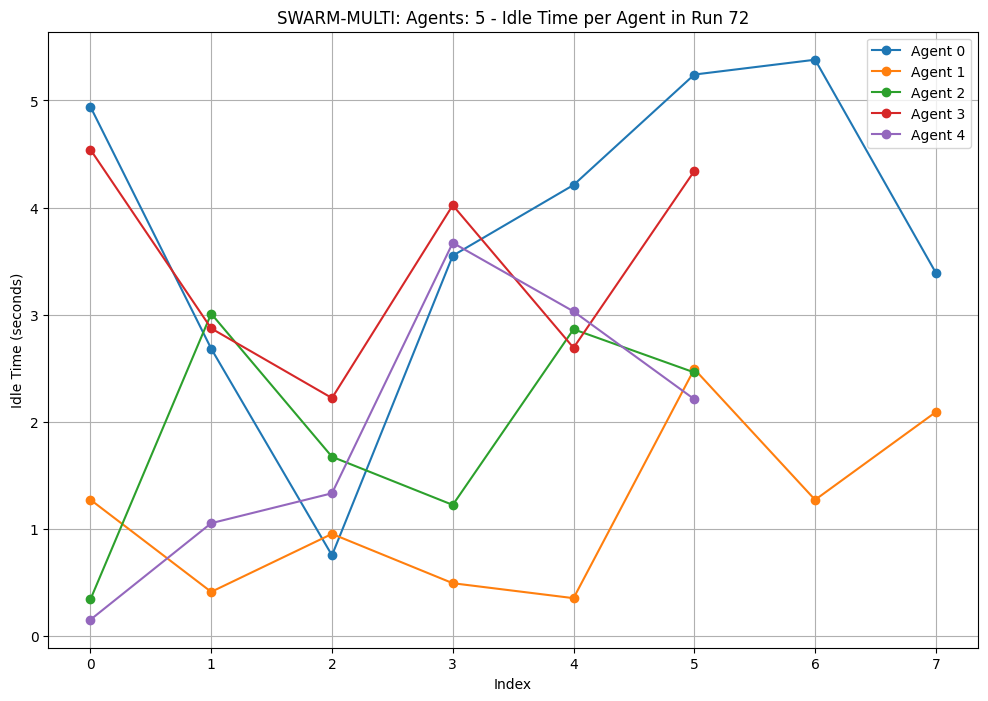 SWARM-MULTI: Agents: 5 - Idle Time per Agent in Run 72
Agent 0
Agent 1
Agent 2
Agent 3
Agent 4
Idle Time (seconds)
5
4
3
2
1
0
0 1 2 3 4 5 6 7
Index